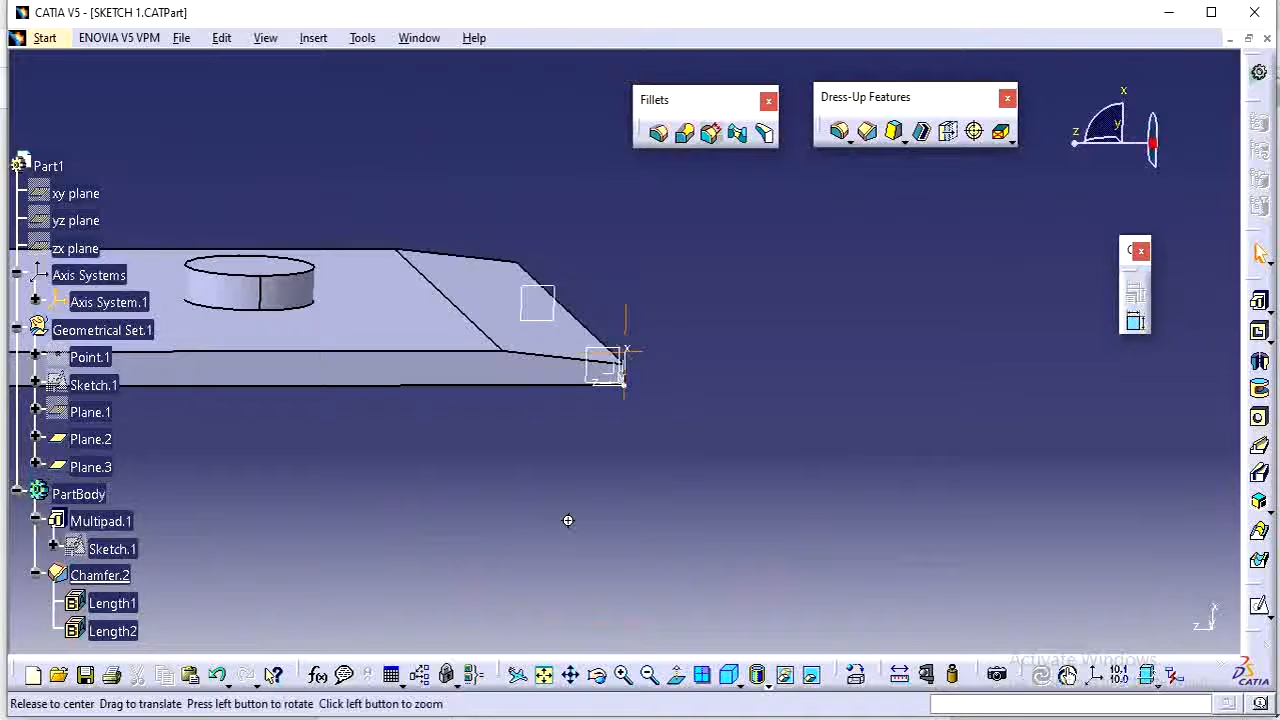 CATIA V5 - [SKETCH 1.CATPart]
Start ENOVIA V5 VPM File Edit View Insert Tools Window Help
Fillets
Dress-Up Features
x
z
y
Part1
xy plane
yz plane
zx plane
Axis Systems
Axis System.1
Geometrical Set.1
Point.1
Sketch.1
Plane.1
Plane.2
Plane.3
PartBody
Multipad.1
Sketch.1
Chamfer.2
Length1
Length2
x
z
Activate Windows
CATIA
Release to center Drag to translate Press left button to rotate Click left button to zoom